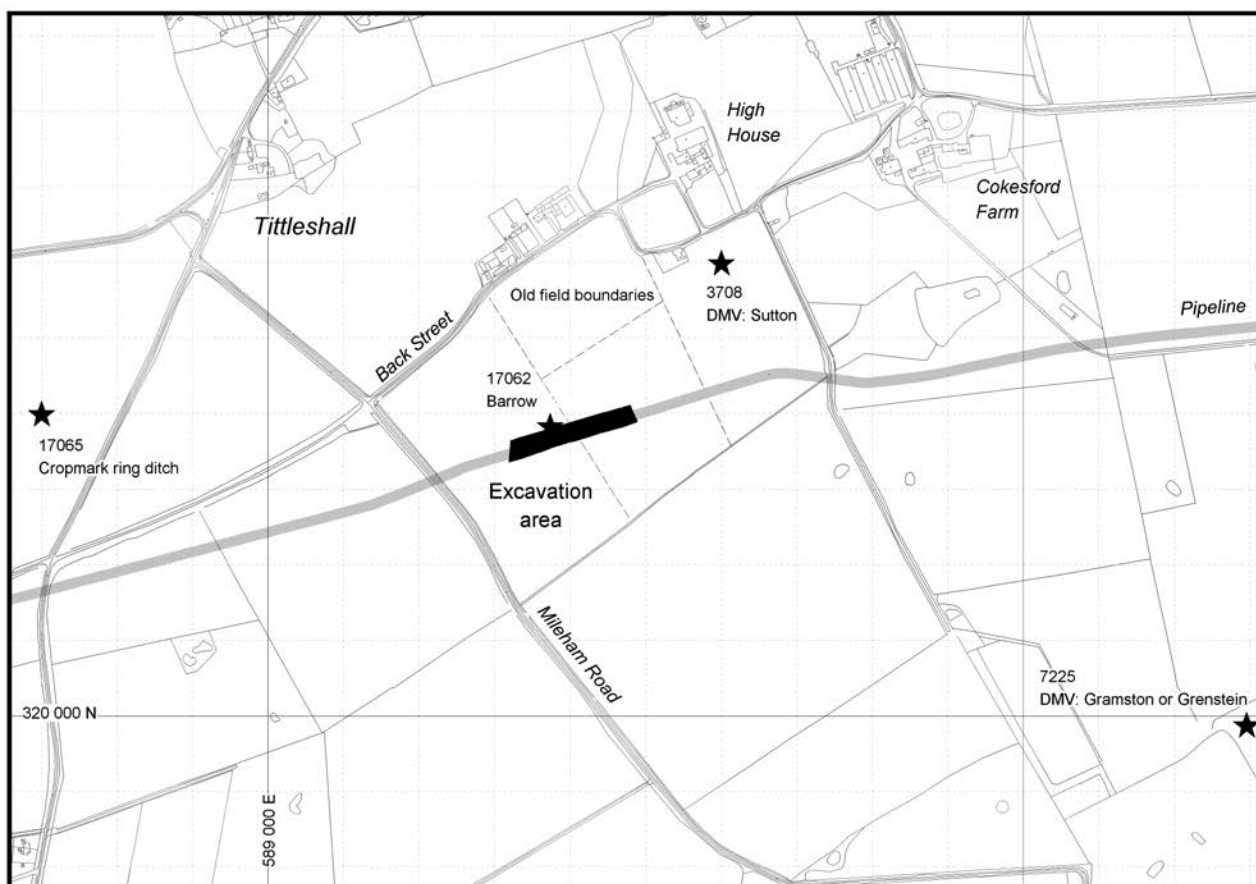 High
House
Cokesford
Farm
Tittleshall
Old field boundaries
3708
DMV: Sutton
Pipeline
Back Street
17062
Barrow
17065
Cropmark ring ditch
Excavation
area
Mileham Road
7225
DMV: Gramston or Grenstein
320 000 N
589 000 E